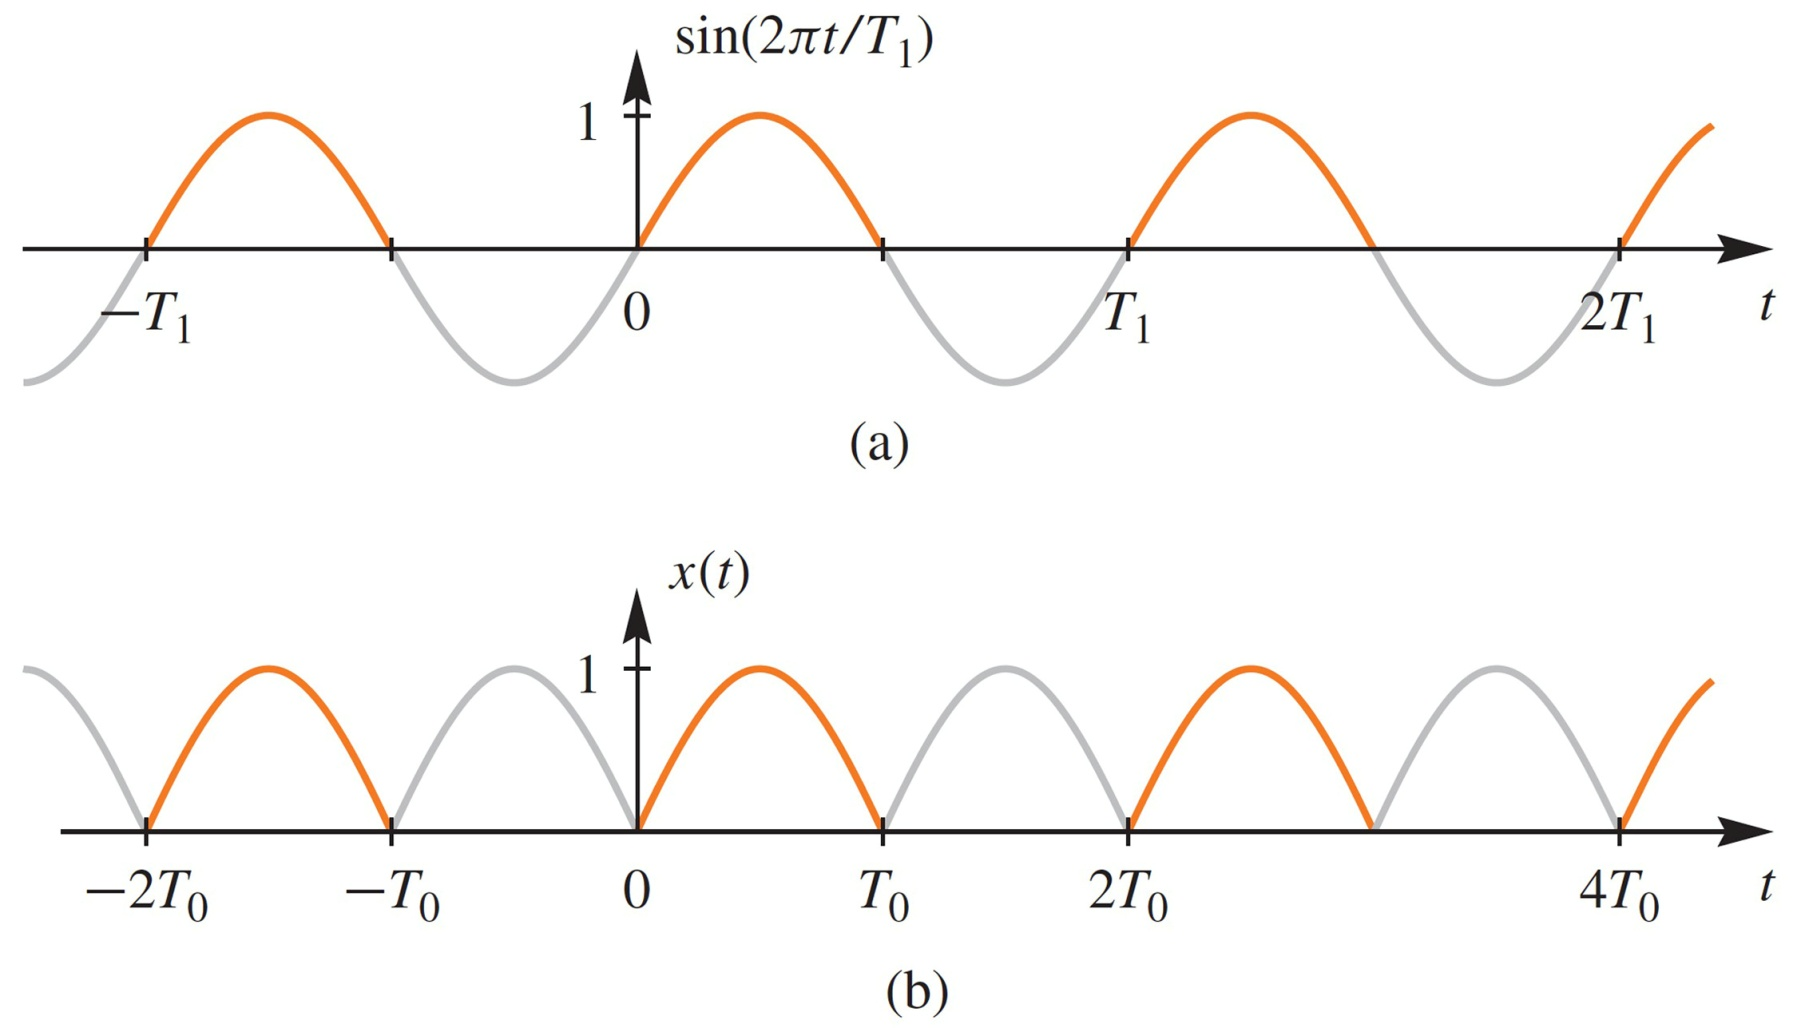 sin(2πt/T₁)
1
−T₁ 0 T₁ 2T₁ t
(a)
x(t)
1
−2T₀ −T₀ 0 T₀ 2T₀ 4T₀ t
(b)